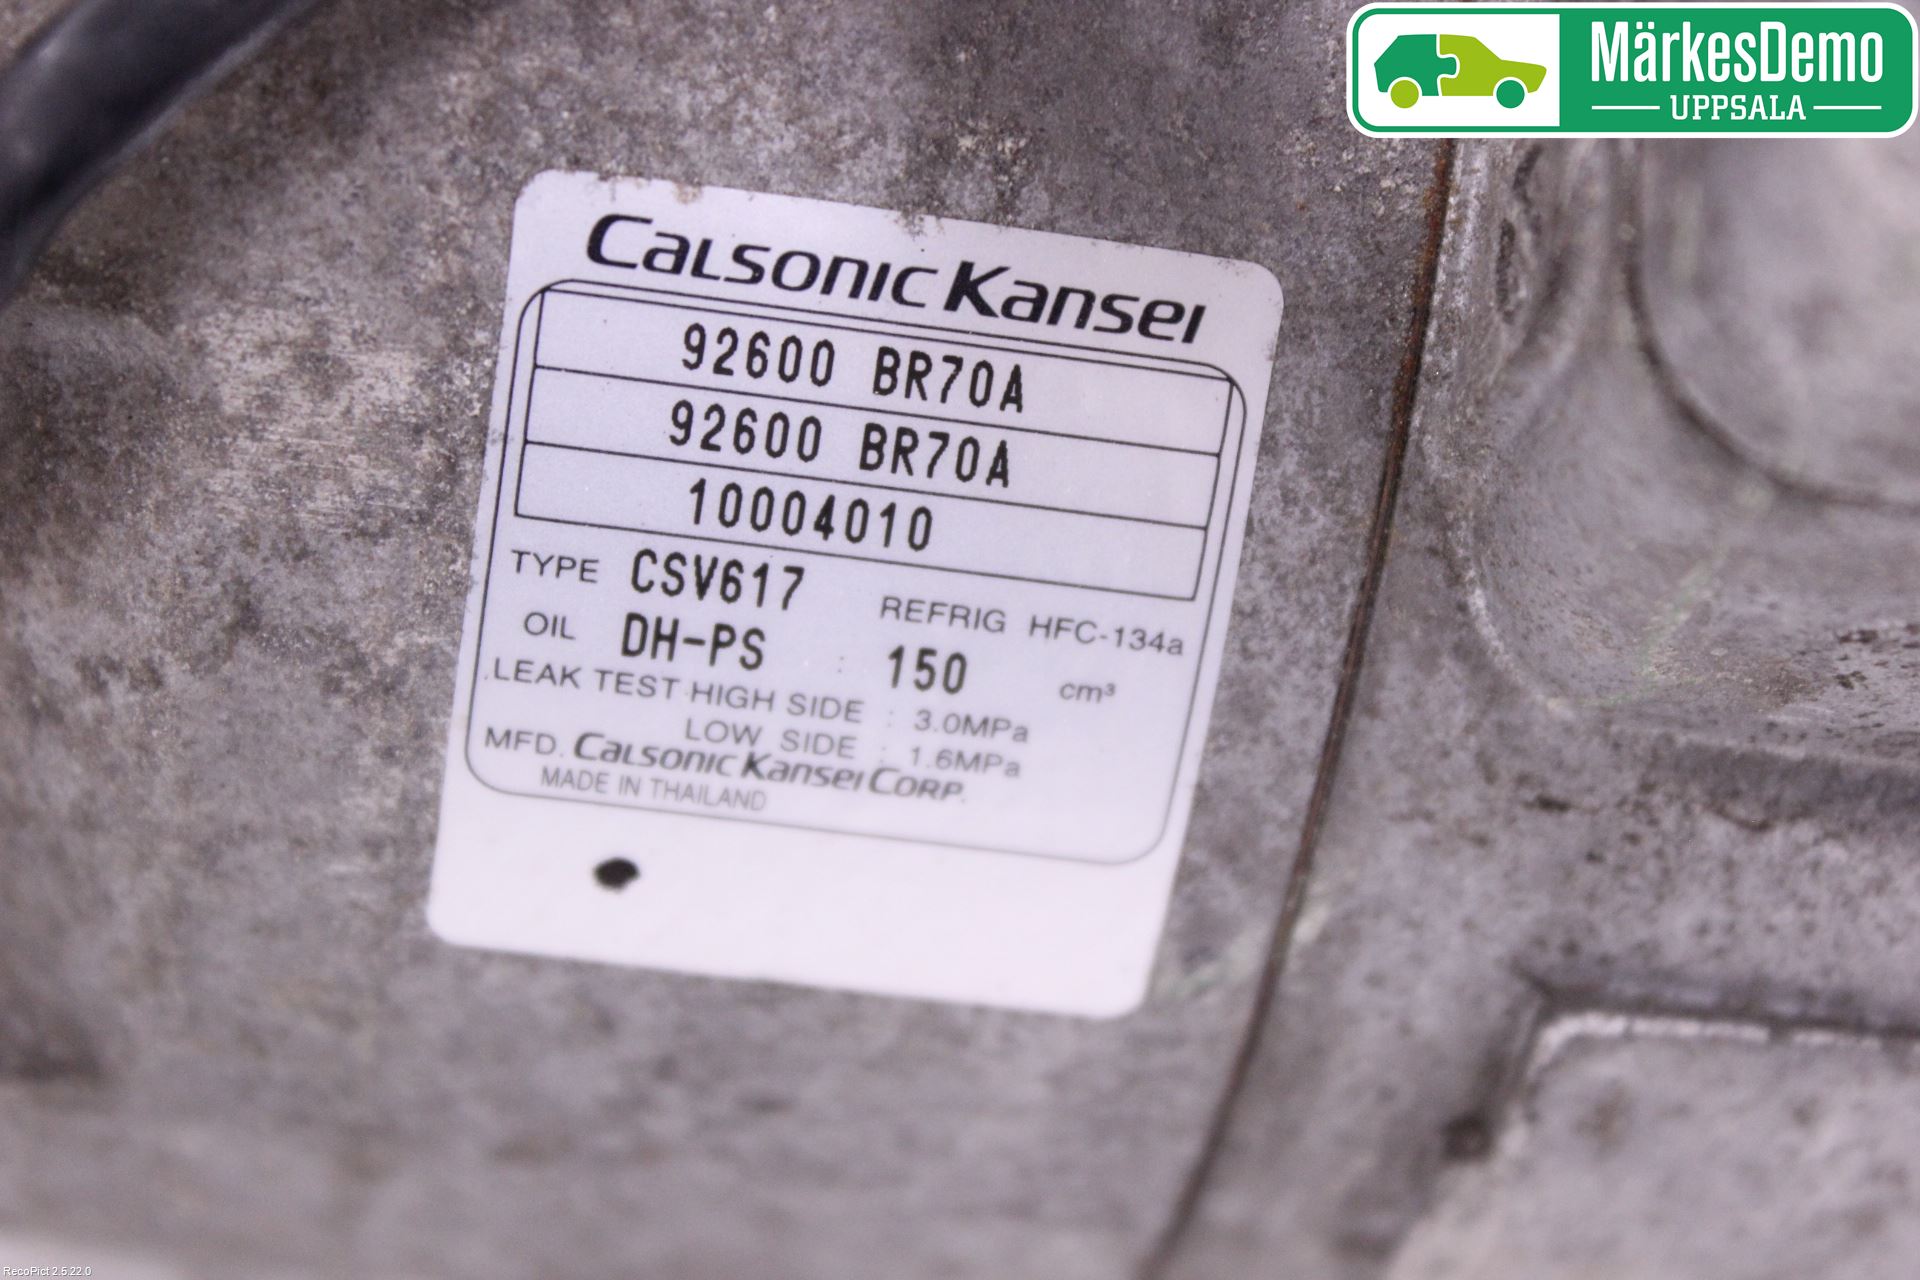 MärkesDemo
UPPSALA
CALSONIC KANSEI
92600 BR70A
92600 BR70A
10004010
TYPE CSV617 REFRIG HFC-134a
OIL DH-PS : 150 cm³
LEAK TEST HIGH SIDE : 3.0MPa
LOW SIDE : 1.6MPa
MFD. CALSONIC KANSEI CORP.
MADE IN THAILAND
RecoPict 2.5.22.0